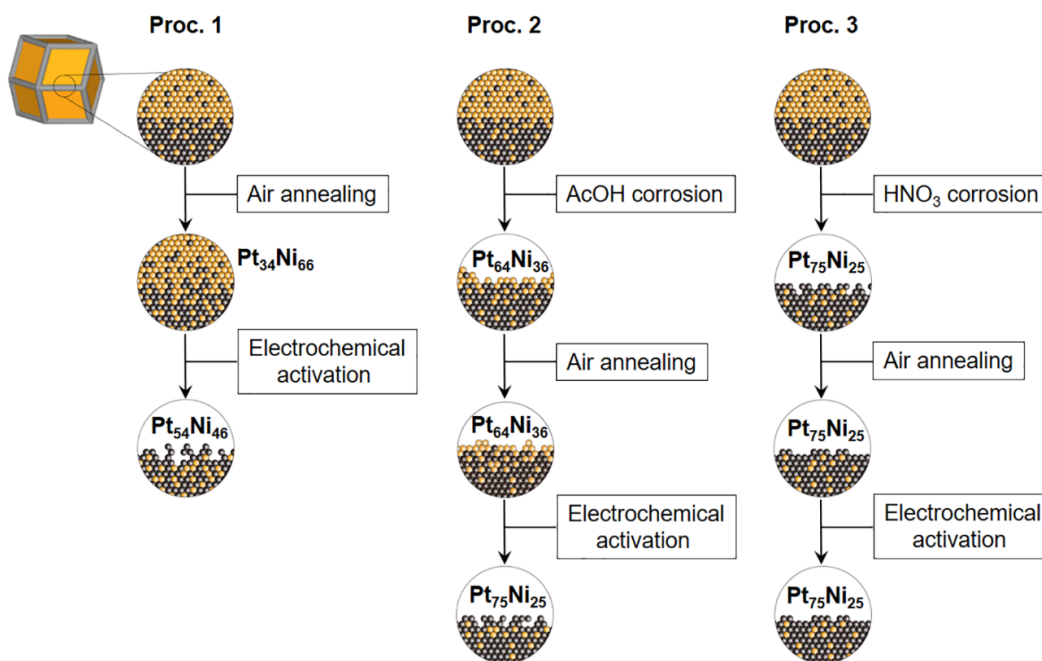 Proc. 1
Proc. 2
Proc. 3
Air annealing
AcOH corrosion
HNO₃ corrosion
Pt₃₄Ni₆₆
Pt₆₄Ni₃₆
Pt₇₅Ni₂₅
Electrochemical
activation
Air annealing
Air annealing
Pt₅₄Ni₄₆
Pt₆₄Ni₃₆
Pt₇₅Ni₂₅
Electrochemical
activation
Electrochemical
activation
Pt₇₅Ni₂₅
Pt₇₅Ni₂₅